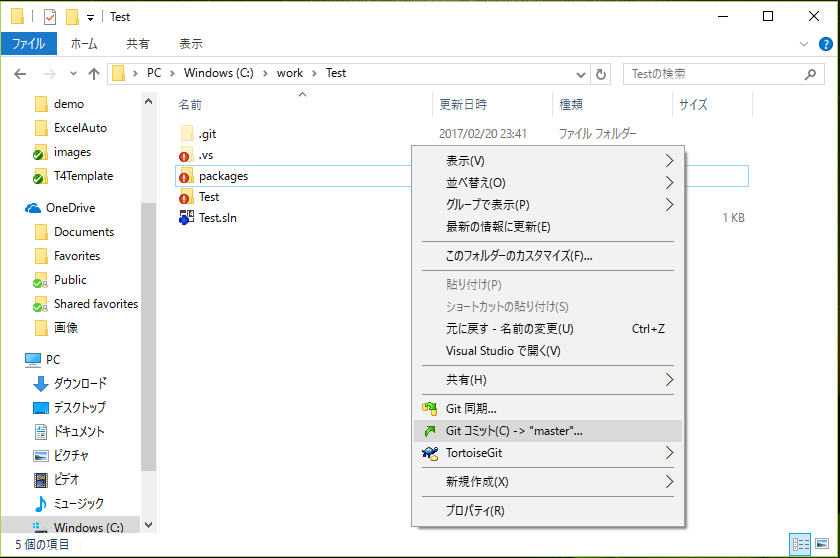 Test
ファイル ホーム 共有 表示
PC Windows (C:) work Test Testの検索
名前 更新日時 種類 サイズ
demo
ExcelAuto
images
T4Template
OneDrive
Documents
Favorites
Public
Shared favorites
画像
PC
ダウンロード
デスクトップ
ドキュメント
ピクチャ
ビデオ
ミュージック
Windows (C:)
.git 2017/02/20 23:41 ファイル フォルダー
.vs
packages
Test
Test.sln 1 KB
表示(V)
並べ替え(O)
グループで表示(P)
最新の情報に更新(E)
このフォルダーのカスタマイズ(F)...
貼り付け(P)
ショートカットの貼り付け(S)
元に戻す - 名前の変更(U) Ctrl+Z
Visual Studio で開く(V)
共有(H)
Git 同期...
Git コミット(C) -> "master"...
TortoiseGit
新規作成(X)
プロパティ(R)
5 個の項目